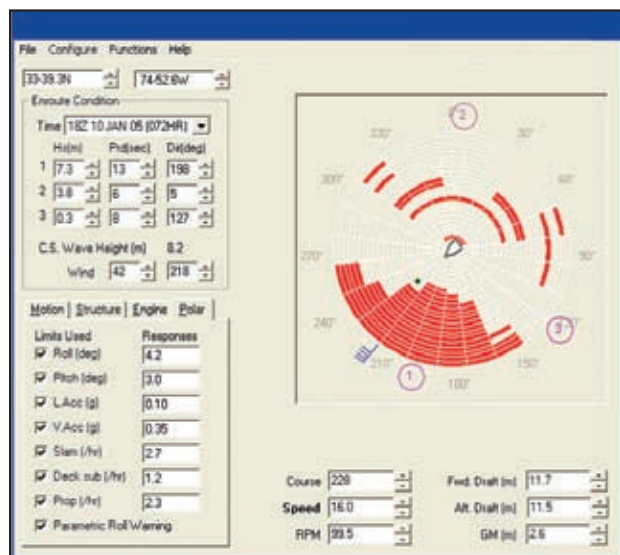 File Configure Functions Help
33-39.3N 74-52.6W
Enroute Condition
Time 18Z 10 JAN 05 (072HR)
Hs(m) Prd(sec) Dir(deg)
1 7.3 13 198
2 3.8 6 5
3 0.3 8 127
C.S. Wave Height (m) 8.2
Wind 42 218
Motion Structure Engine Polar
Limits Used Responses
Roll (deg) 4.2
Pitch (deg) 3.0
L.Acc (g) 0.10
V.Acc (g) 0.35
Slam (/hr) 2.7
Deck sub (/hr) 1.2
Prop (/hr) 2.3
Parametric Roll Warning
2
330° 30°
300° 60°
270° 90°
240°
3
210° 150°
1 180°
Course 228 Fwd. Draft (m) 11.7
Speed 16.0 Aft. Draft (m) 11.5
RPM 99.5 GM (m) 2.6